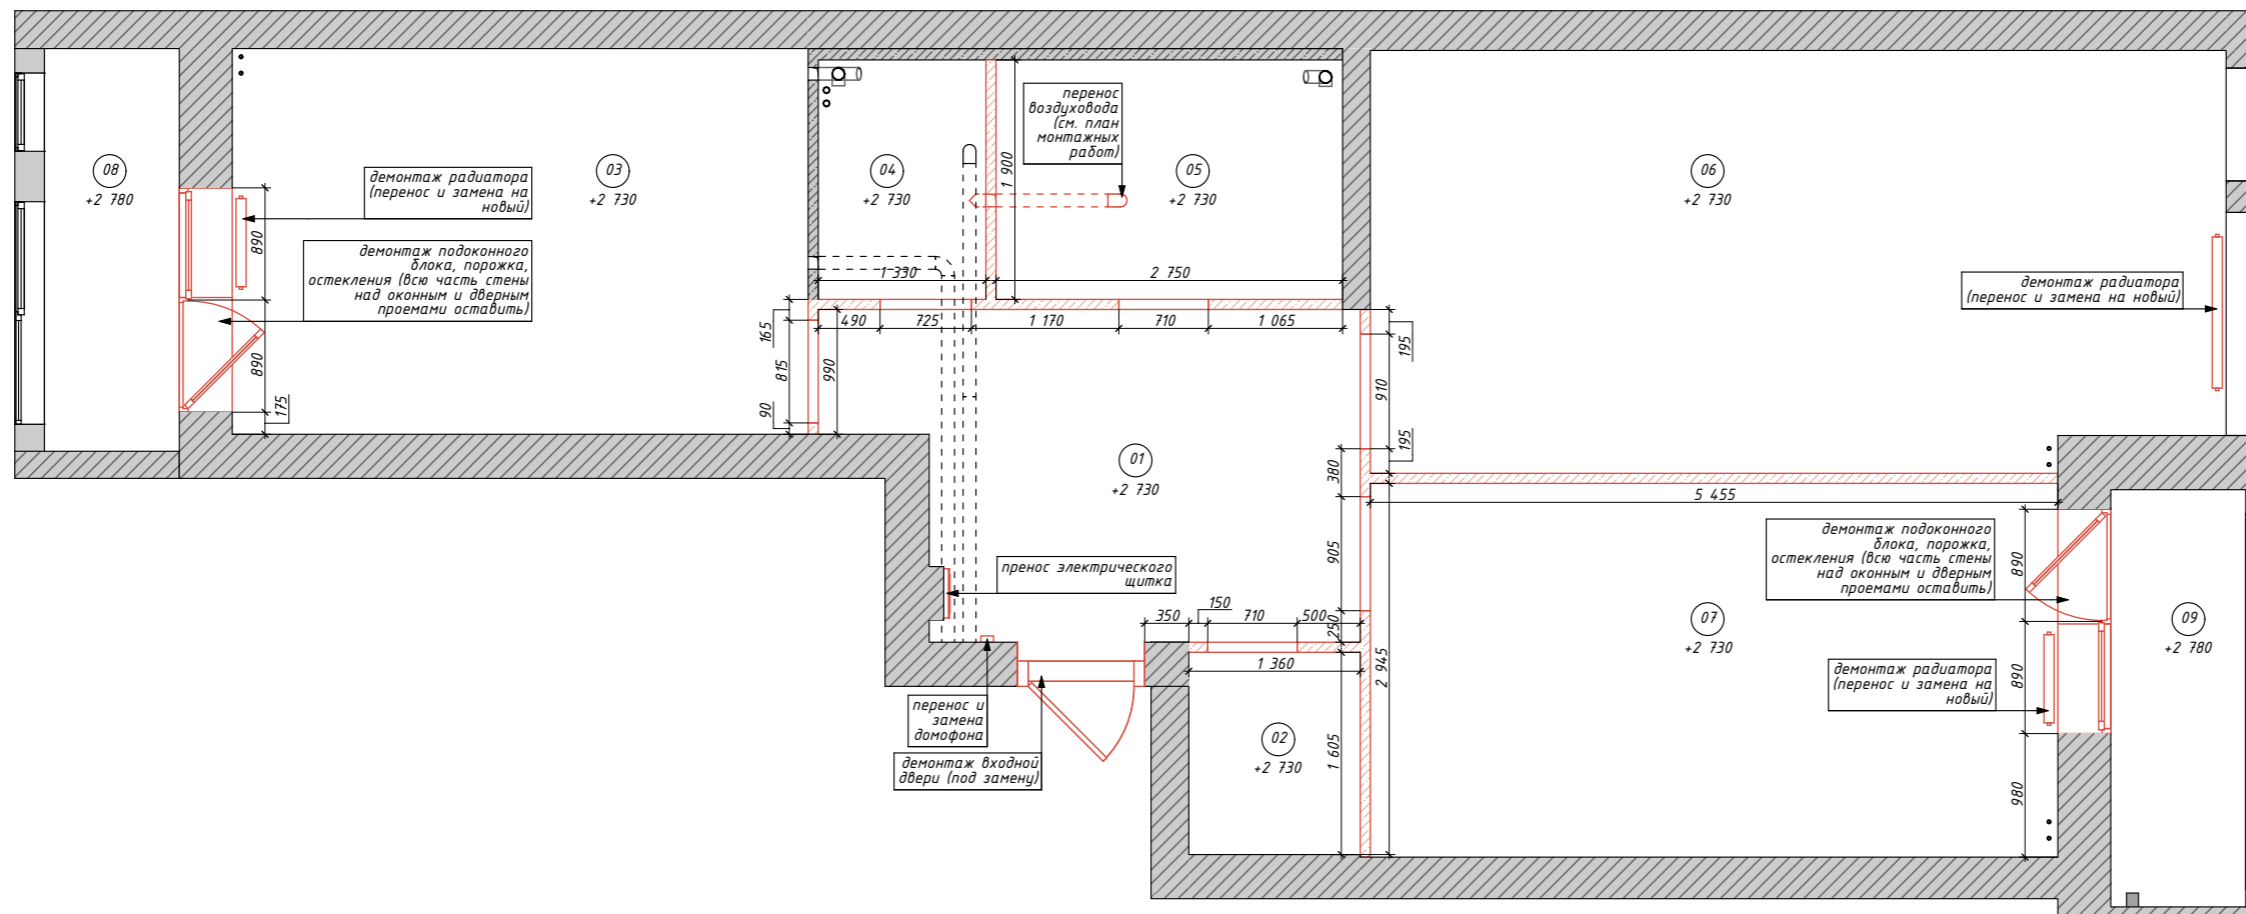 перенос
воздуховода
(см. план
монтажных
работ)
08
+2 780
демонтаж радиатора
(перенос и замена на
новый)
03
+2 730
04
+2 730
1 900
05
+2 730
06
+2 730
890
демонтаж подоконного
блока, порожка,
остекления (всю часть стены
над оконным и дверным
проемами оставить)
1 330
2 750
демонтаж радиатора
(перенос и замена на новый)
890
175
165
815
90
990
490
725
1 170
710
1 065
195
910
195
01
+2 730
380
905
250
5 455
пренос электрического
щитка
350
150
710
500
1 360
2 945
демонтаж подоконного
блока, порожка,
остекления (всю часть стены
над оконным и дверным
проемами оставить)
890
07
+2 730
09
+2 780
890
демонтаж радиатора
(перенос и замена на
новый)
перенос и
замена
домофона
02
+2 730
1 605
980
демонтаж входной
двери (под замену)